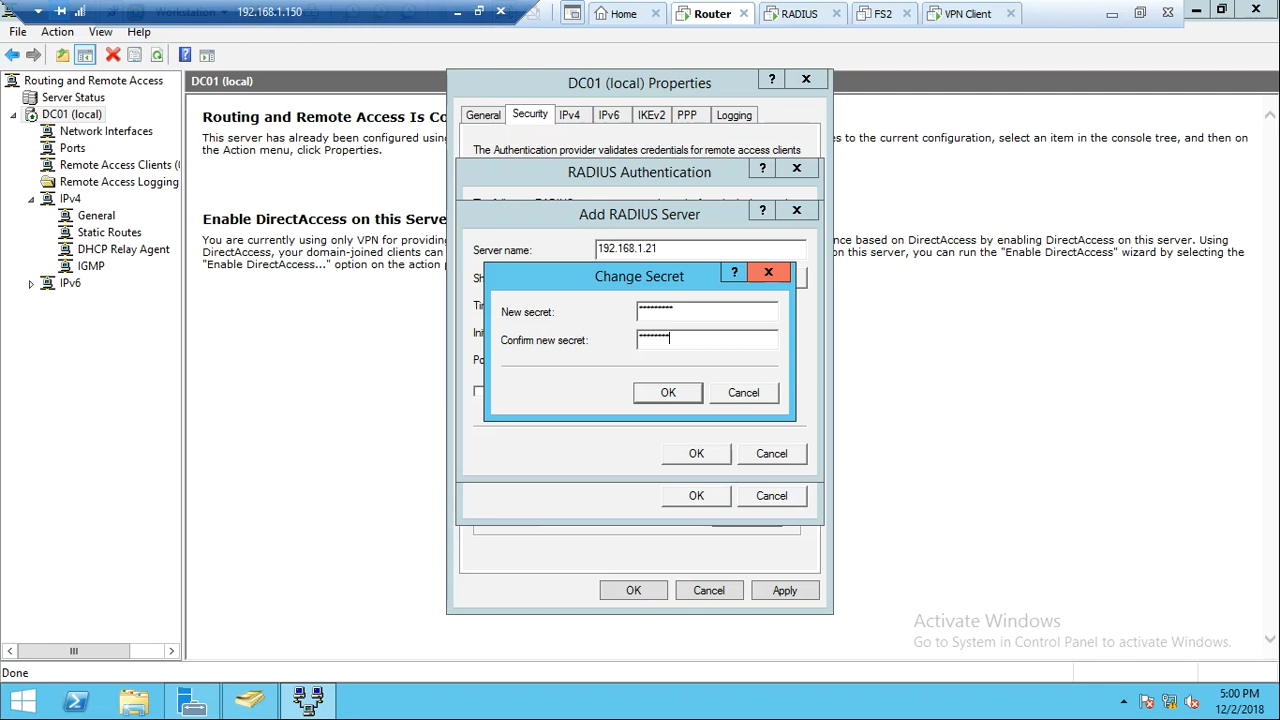 Workstation
192.168.1.150
Home
Router
RADIUS
FS2
VPN Client
File Action View Help
Routing and Remote Access
Server Status
DC01 (local)
Network Interfaces
Ports
Remote Access Clients (
Remote Access Logging
IPv4
General
Static Routes
DHCP Relay Agent
IGMP
IPv6
DC01 (local)
Routing and Remote Access Is Co
This server has already been configured using
es to the current configuration, select an item in the console tree, and then on
the Action menu, click Properties.
Enable DirectAccess on this Serve
You are currently using only VPN for providing
nce based on DirectAccess by enabling DirectAccess on this server. Using
DirectAccess, your domain-joined clients can
on this server, you can run the "Enable DirectAccess" wizard by selecting the
"Enable DirectAccess..." option on the action p
DC01 (local) Properties
General Security IPv4 IPv6 IKEv2 PPP Logging
The Authentication provider validates credentials for remote access clients
RADIUS Authentication
Add RADIUS Server
Server name: 192.168.1.21
Sh
Tim
Init
Po
Change Secret
New secret: *********
Confirm new secret: ********
OK Cancel
OK Cancel
OK Cancel
OK Cancel Apply
Activate Windows
Go to System in Control Panel to activate Windows.
Done
5:00 PM
12/2/2018